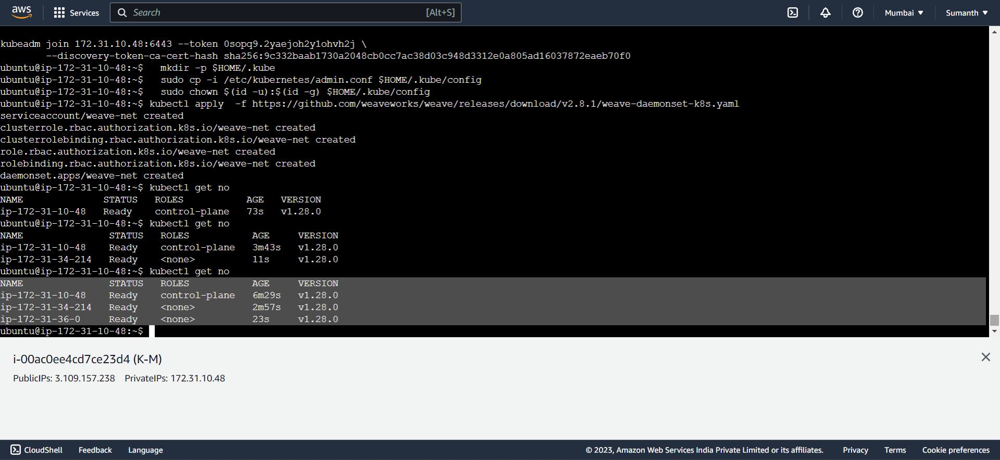 aws Services Search [Alt+S] Mumbai Sumanth
kubeadm join 172.31.10.48:6443 --token 0sopq9.2yaejoh2y1ohvh2j \
        --discovery-token-ca-cert-hash sha256:9c332baab1730a2048cb0cc7ac38d03c948d3312e0a805ad16037872eaeb70f0
ubuntu@ip-172-31-10-48:~$   mkdir -p $HOME/.kube
ubuntu@ip-172-31-10-48:~$   sudo cp -i /etc/kubernetes/admin.conf $HOME/.kube/config
ubuntu@ip-172-31-10-48:~$   sudo chown $(id -u):$(id -g) $HOME/.kube/config
ubuntu@ip-172-31-10-48:~$ kubectl apply  -f https://github.com/weaveworks/weave/releases/download/v2.8.1/weave-daemonset-k8s.yaml
serviceaccount/weave-net created
clusterrole.rbac.authorization.k8s.io/weave-net created
clusterrolebinding.rbac.authorization.k8s.io/weave-net created
role.rbac.authorization.k8s.io/weave-net created
rolebinding.rbac.authorization.k8s.io/weave-net created
daemonset.apps/weave-net created
ubuntu@ip-172-31-10-48:~$ kubectl get no
NAME              STATUS   ROLES           AGE   VERSION
ip-172-31-10-48   Ready    control-plane   73s   v1.28.0
ubuntu@ip-172-31-10-48:~$ kubectl get no
NAME               STATUS   ROLES           AGE     VERSION
ip-172-31-10-48    Ready    control-plane   3m43s   v1.28.0
ip-172-31-34-214   Ready    <none>          11s     v1.28.0
ubuntu@ip-172-31-10-48:~$ kubectl get no
NAME               STATUS   ROLES           AGE     VERSION
ip-172-31-10-48    Ready    control-plane   6m29s   v1.28.0
ip-172-31-34-214   Ready    <none>          2m57s   v1.28.0
ip-172-31-36-0     Ready    <none>          23s     v1.28.0
ubuntu@ip-172-31-10-48:~$
i-00ac0ee4cd7ce23d4 (K-M)
PublicIPs: 3.109.157.238 PrivateIPs: 172.31.10.48
CloudShell Feedback Language © 2023, Amazon Web Services India Private Limited or its affiliates. Privacy Terms Cookie preferences